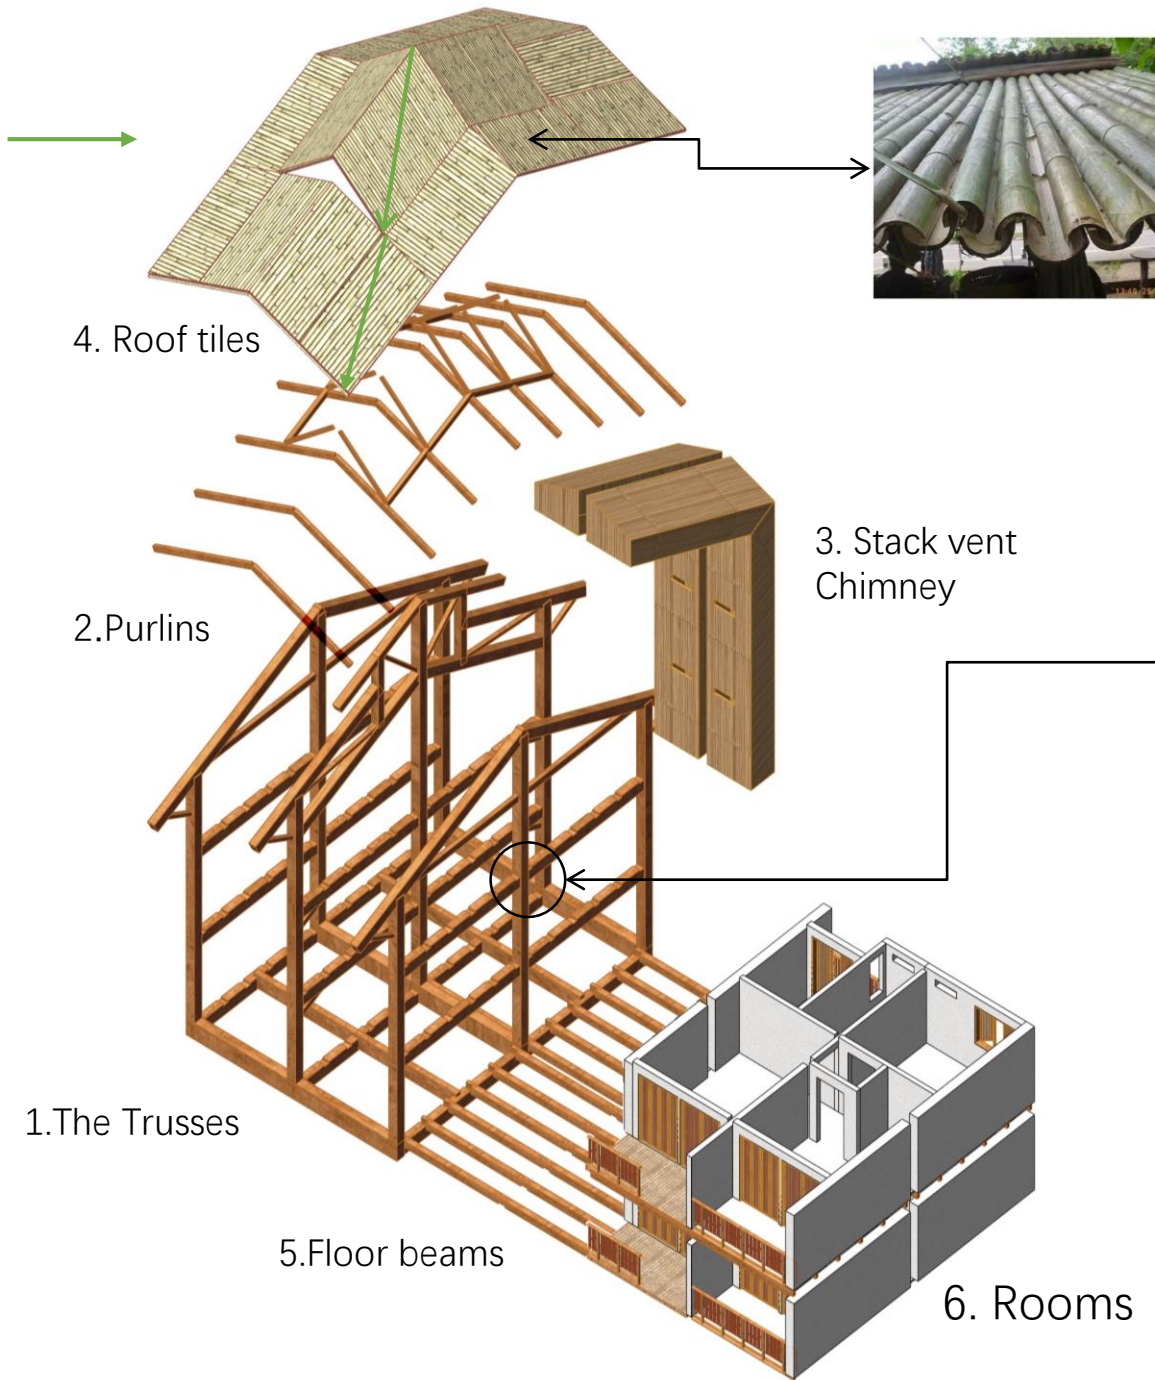 4. Roof tiles
3. Stack vent
Chimney
2.Purlins
1.The Trusses
5.Floor beams
6. Rooms